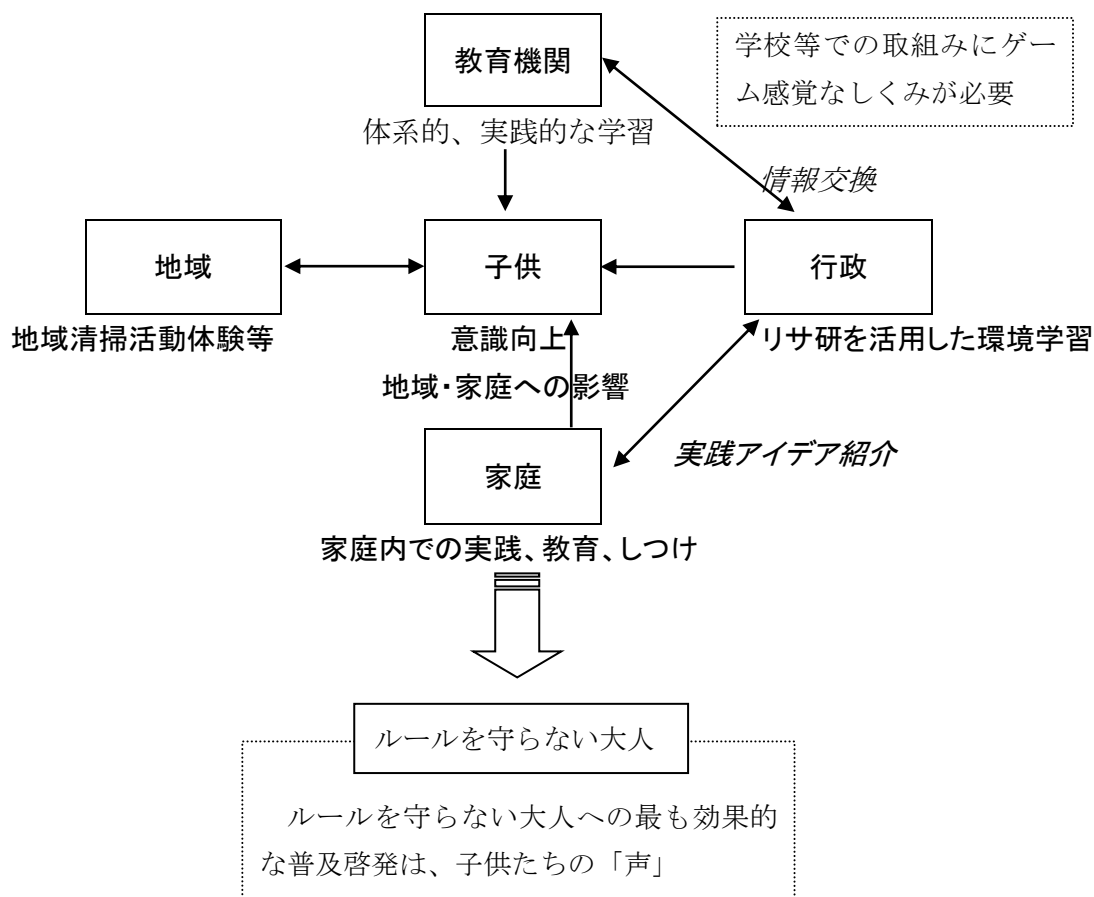 教育機関
学校等での取組みにゲー
ム感覚なしくみが必要
体系的、実践的な学習
情報交換
地域
子供
行政
地域清掃活動体験等
意識向上
リサ研を活用した環境学習
地域・家庭への影響
実践アイデア紹介
家庭
家庭内での実践、教育、しつけ
ルールを守らない大人
ルールを守らない大人への最も効果的
な普及啓発は、子供たちの「声」